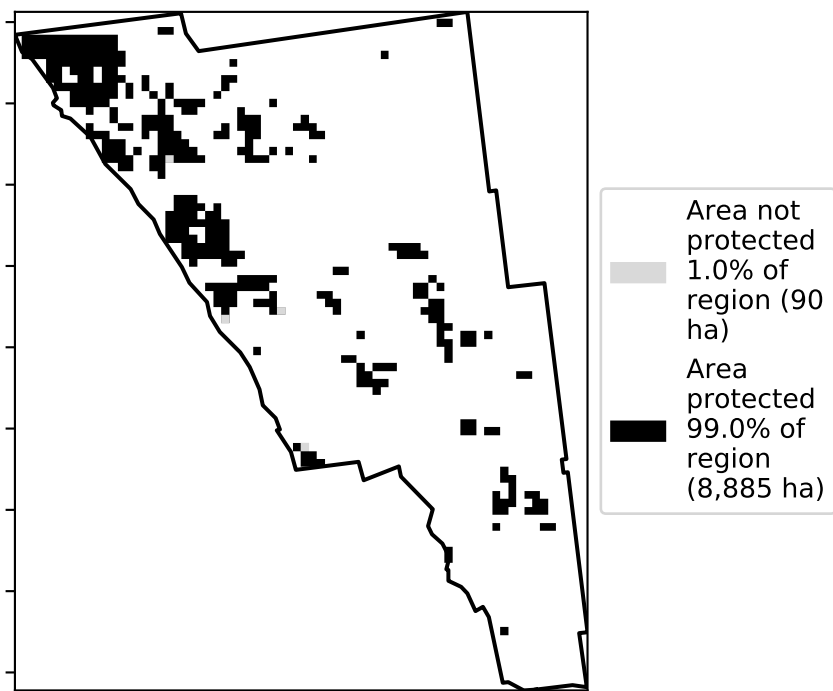 Area not
protected
1.0% of
region (90
ha)
Area
protected
99.0% of
region
(8,885 ha)